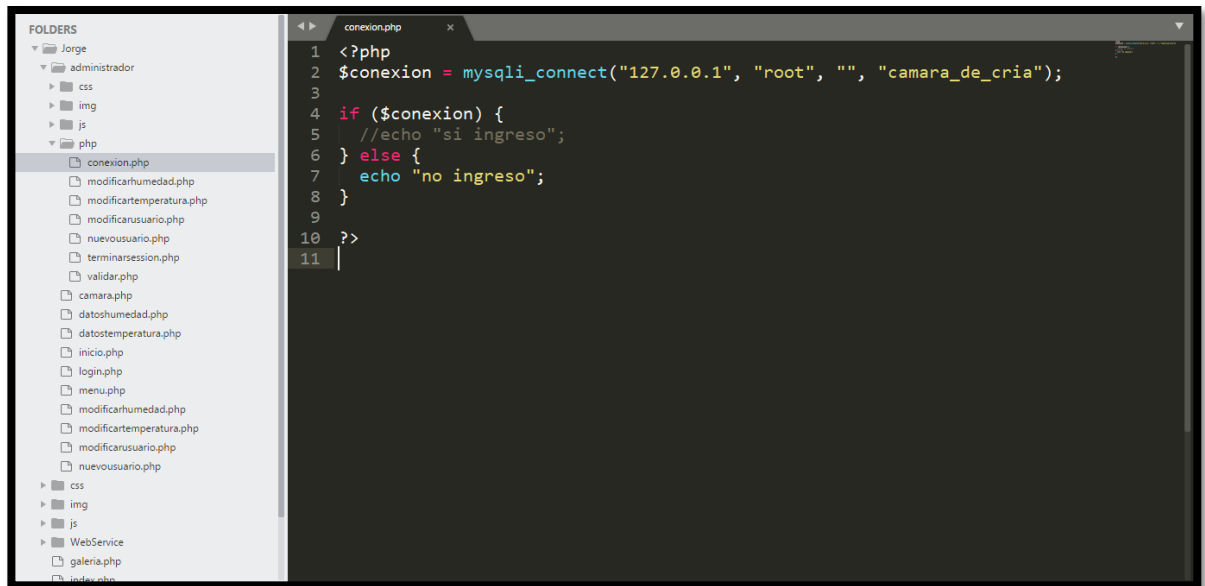 FOLDERS
Jorge
administrador
css
img
js
php
conexion.php
modificarhumedad.php
modificartemperatura.php
modificarusuario.php
nuevousuario.php
terminarsession.php
validar.php
camara.php
datoshumedad.php
datostemperatura.php
inicio.php
login.php
menu.php
modificarhumedad.php
modificartemperatura.php
modificarusuario.php
nuevousuario.php
css
img
js
WebService
galeria.php
index.php
conexion.php ×
1 <?php
2 $conexion = mysqli_connect("127.0.0.1", "root", "", "camara_de_cria");
3
4 if ($conexion) {
5 //echo "si ingreso";
6 } else {
7 echo "no ingreso";
8 }
9
10 ?>
11